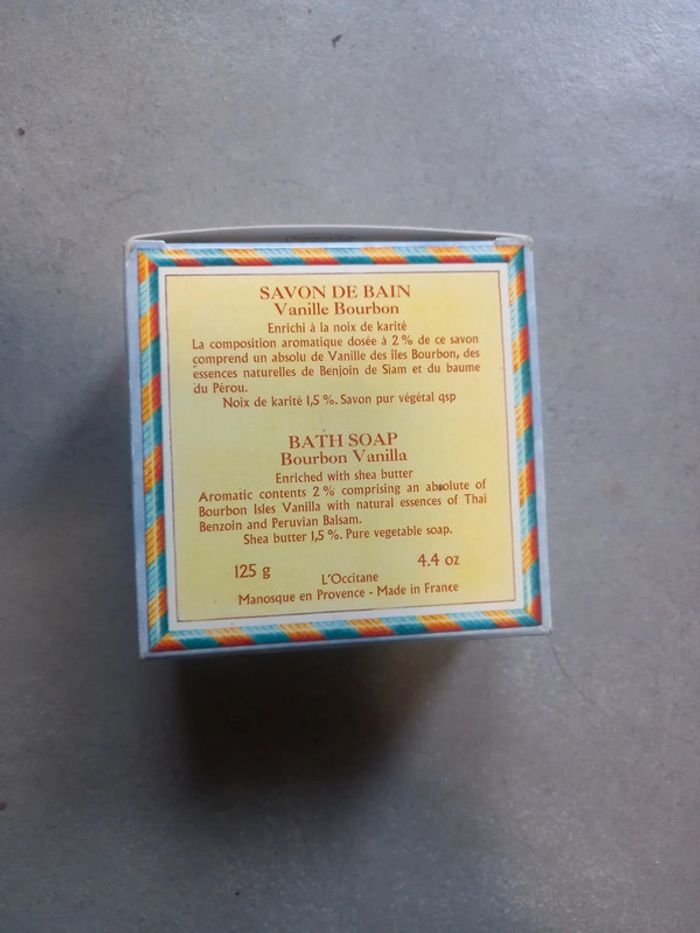 SAVON DE BAIN
Vanille Bourbon
Enrichi à la noix de karité
La composition aromatique dosée à 2 % de ce savon
comprend un absolu de Vanille des îles Bourbon, des
essences naturelles de Benjoin de Siam et du baume
du Pérou.
Noix de karité 1,5 %. Savon pur végétal qsp
BATH SOAP
Bourbon Vanilla
Enriched with shea butter
Aromatic contents 2 % comprising an absolute of
Bourbon Isles Vanilla with natural essences of Thai
Benzoin and Peruvian Balsam.
Shea butter 1,5 %. Pure vegetable soap.
125 g 4.4 oz
L'Occitane
Manosque en Provence - Made in France